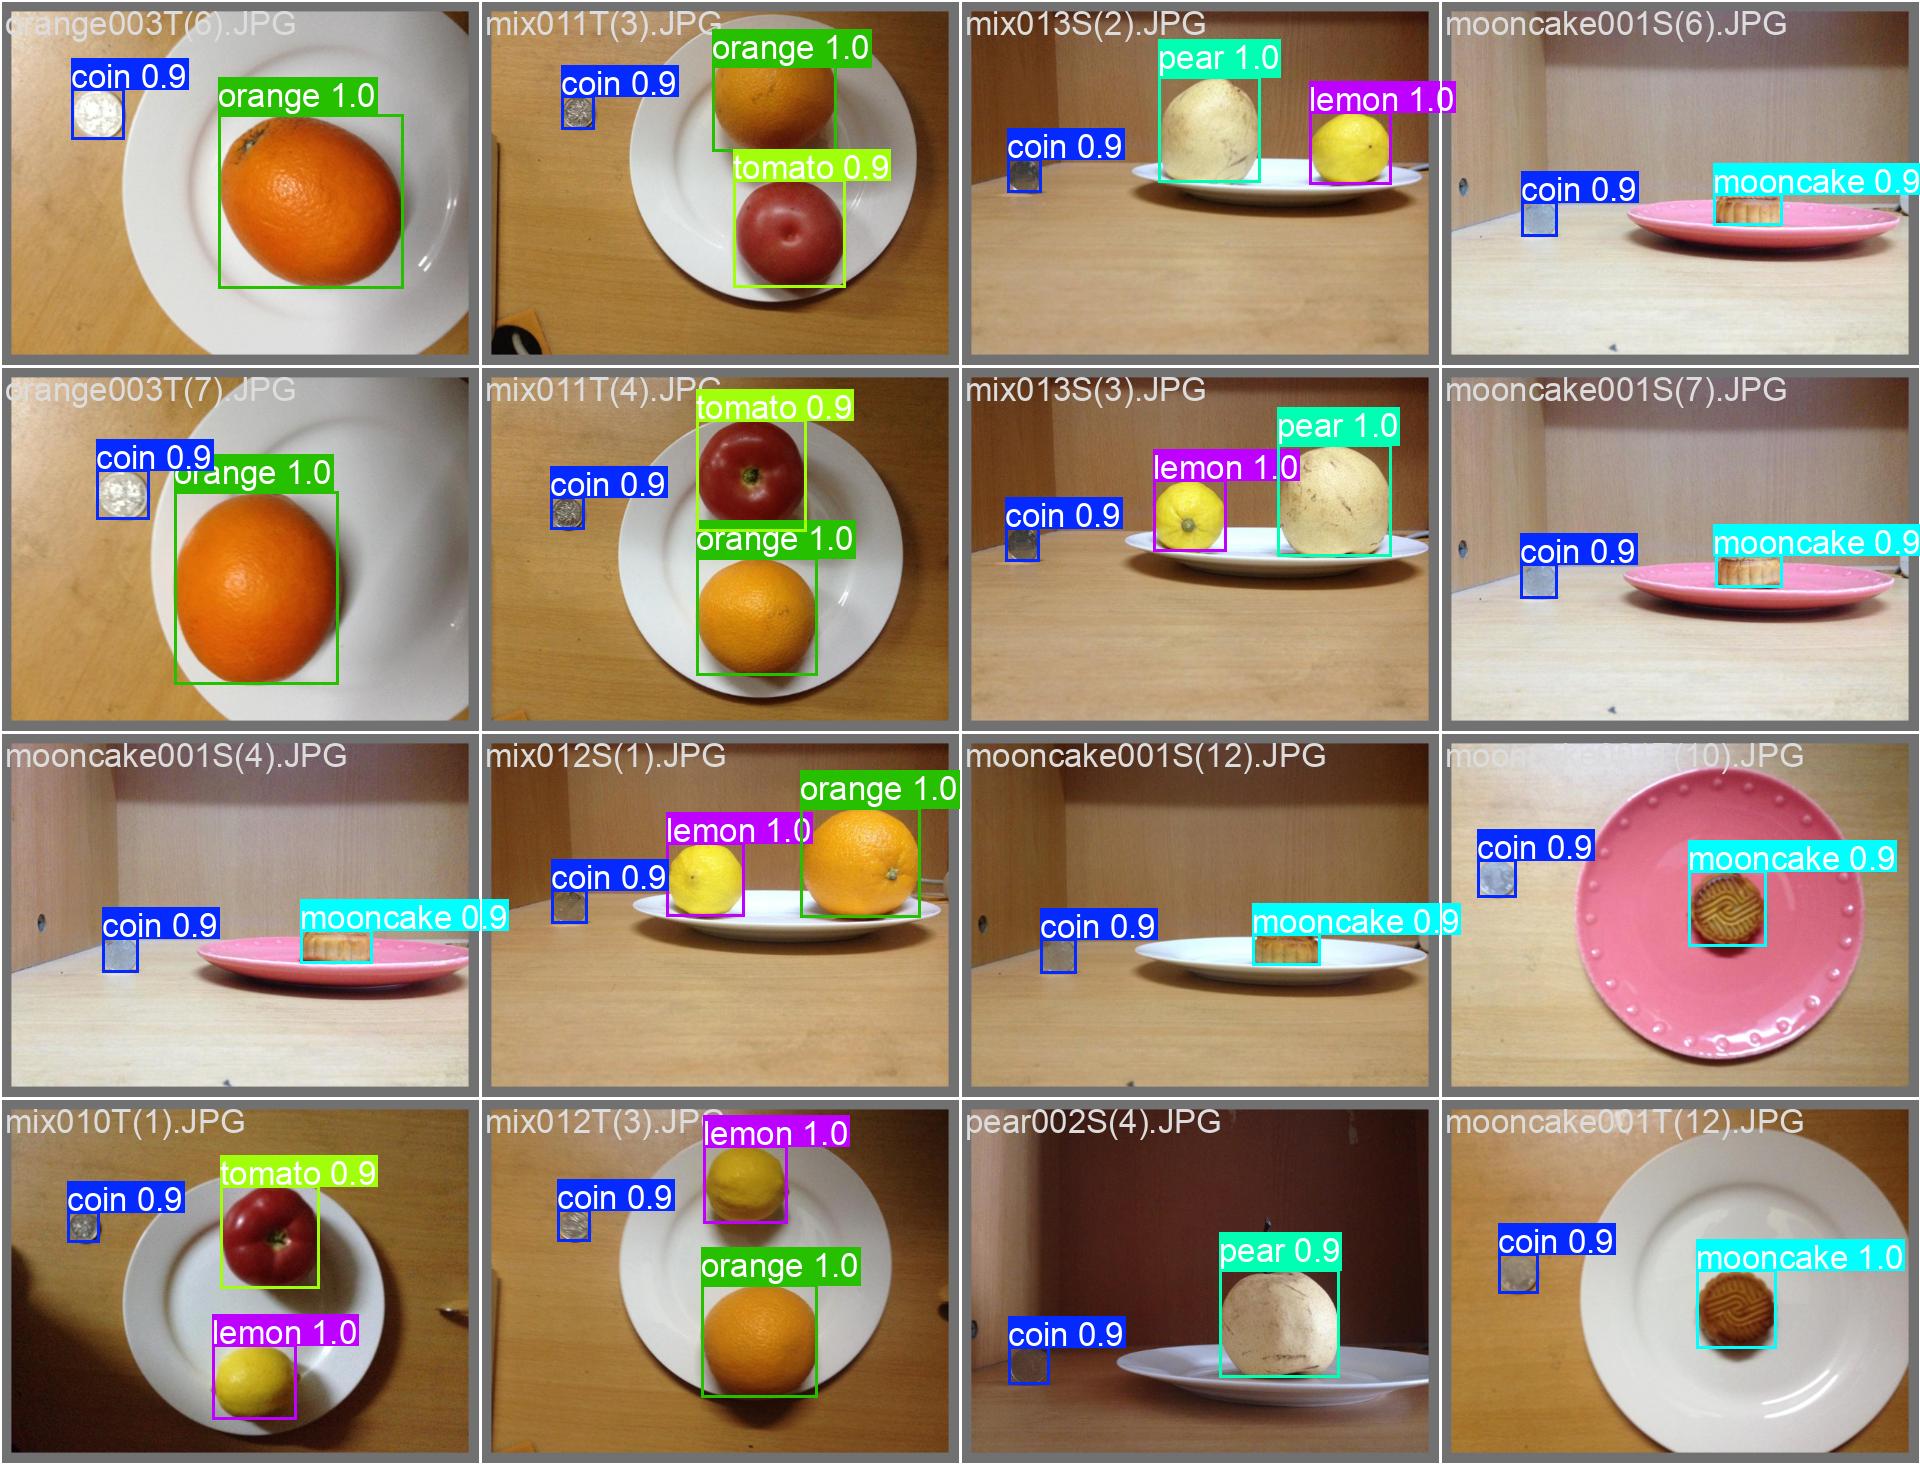 orange003T(6).JPG
coin 0.9
orange 1.0
mix011T(3).JPG
orange 1.0
coin 0.9
tomato 0.9
mix013S(2).JPG
pear 1.0
lemon 1.0
coin 0.9
mooncake001S(6).JPG
mooncake 0.9
coin 0.9
orange003T(7).JPG
coin 0.9
orange 1.0
mix011T(4).JPG
tomato 0.9
coin 0.9
orange 1.0
mix013S(3).JPG
pear 1.0
lemon 1.0
coin 0.9
mooncake001S(7).JPG
mooncake 0.9
coin 0.9
mooncake001S(4).JPG
mooncake 0.9
coin 0.9
mix012S(1).JPG
orange 1.0
lemon 1.0
coin 0.9
mooncake001S(12).JPG
mooncake 0.9
coin 0.9
(10).JPG
coin 0.9
mooncake 0.9
mix010T(1).JPG
tomato 0.9
coin 0.9
lemon 1.0
mix012T(3).JPG
lemon 1.0
coin 0.9
orange 1.0
pear002S(4).JPG
pear 0.9
coin 0.9
mooncake001T(12).JPG
coin 0.9
mooncake 1.0